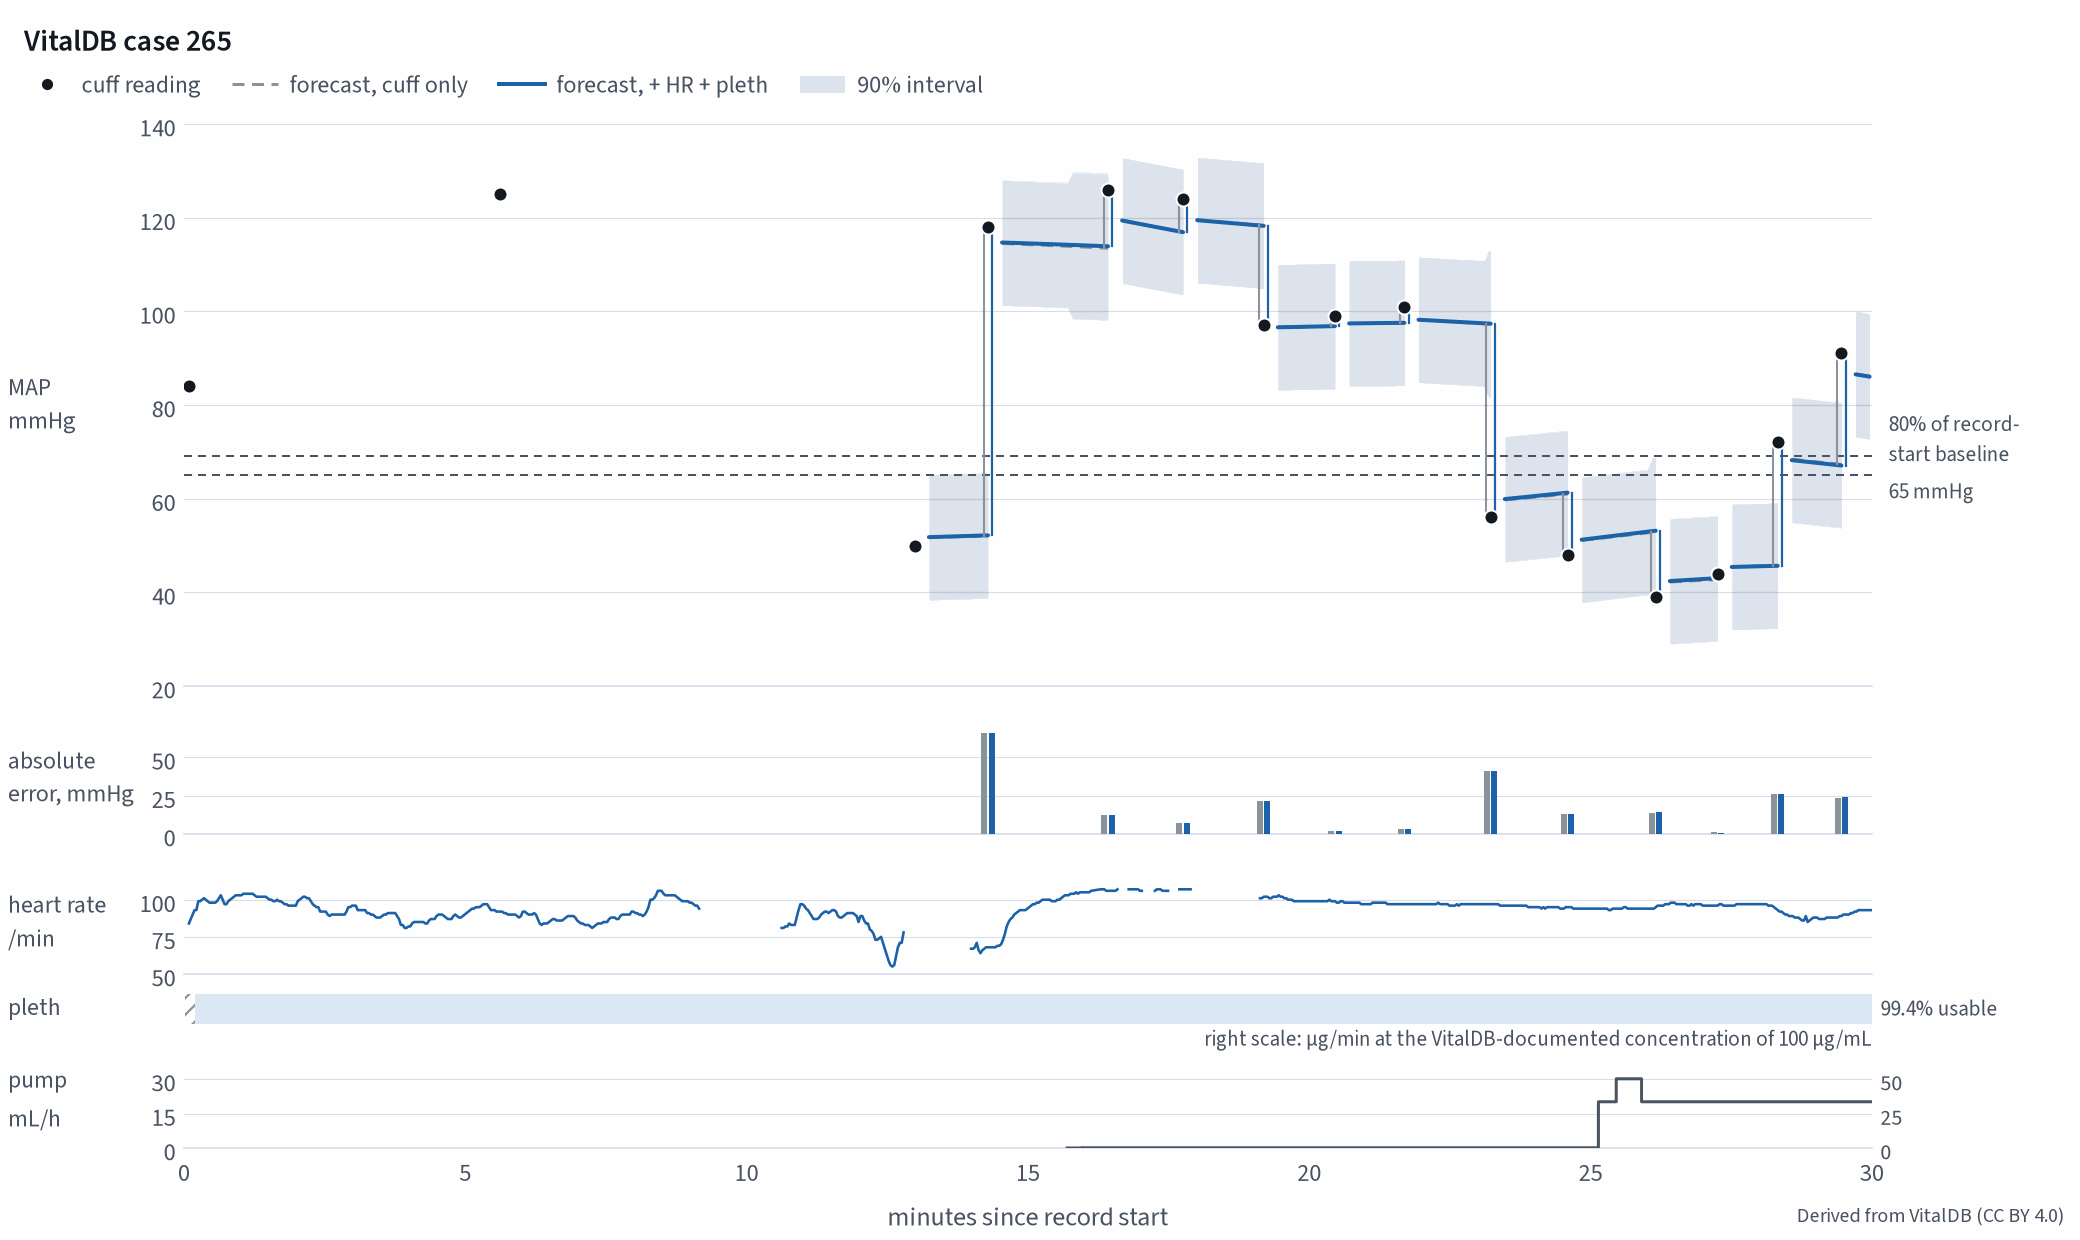 VitalDB case 265
cuff reading
forecast, cuff only
forecast, + HR + pleth
90% interval
140
120
100
80
60
40
20
MAP
mmHg
80% of record-
start baseline
65 mmHg
absolute
error, mmHg
50
25
0
heart rate
/min
100
75
50
pleth
99.4% usable
right scale: µg/min at the VitalDB-documented concentration of 100 µg/mL
pump
mL/h
30
15
0
50
25
0
0
5
10
15
20
25
30
minutes since record start
Derived from VitalDB (CC BY 4.0)